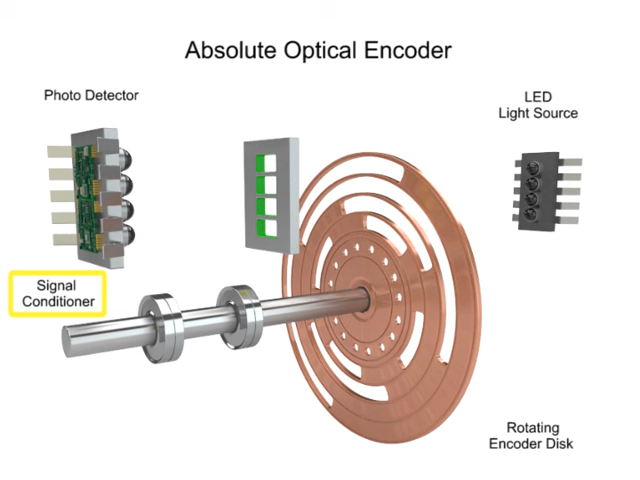 Absolute Optical Encoder
Photo Detector
LED
Light Source
Signal
Conditioner
Rotating
Encoder Disk